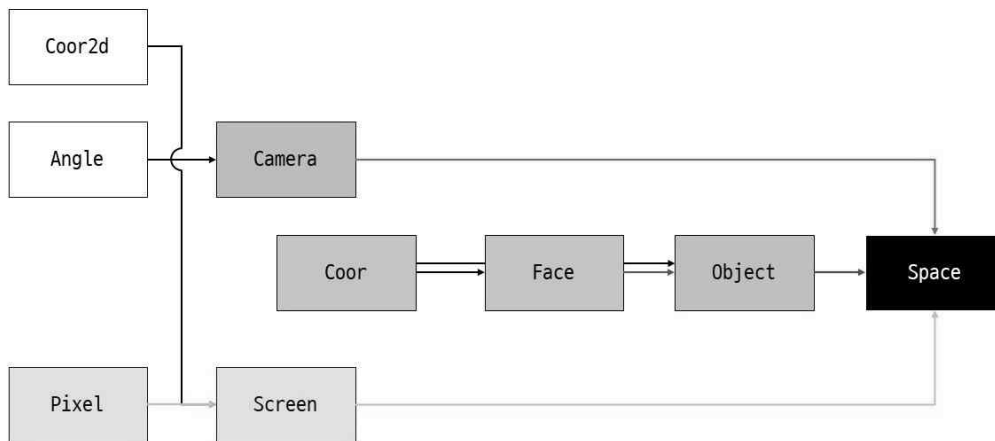 Coor2d
Angle
Camera
Coor
Face
Object
Space
Pixel
Screen